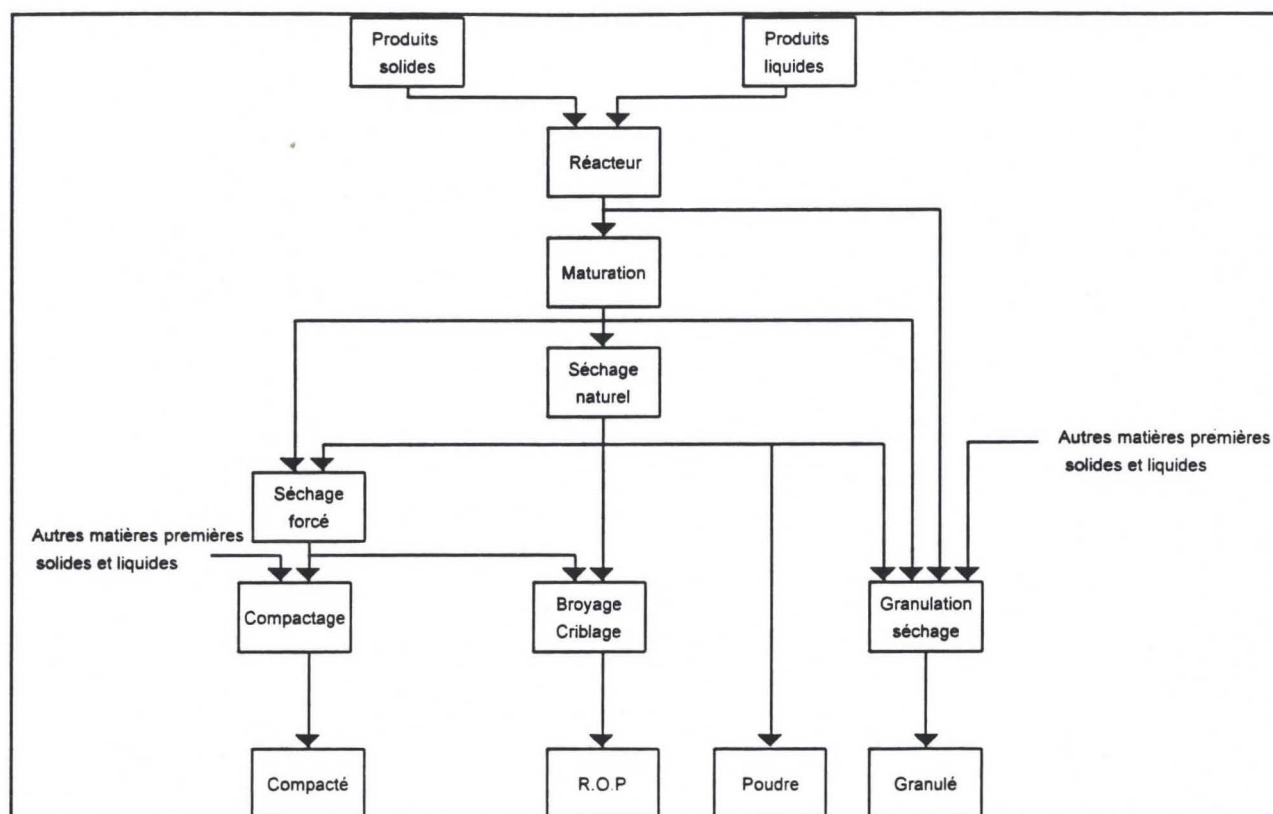 Produits
solides
Produits
liquides
Réacteur
Maturation
Séchage
naturel
Autres matières premières
solides et liquides
Séchage
forcé
Autres matières premières
solides et liquides
Compactage
Broyage
Criblage
Granulation
séchage
Compacté
R.O.P
Poudre
Granulé